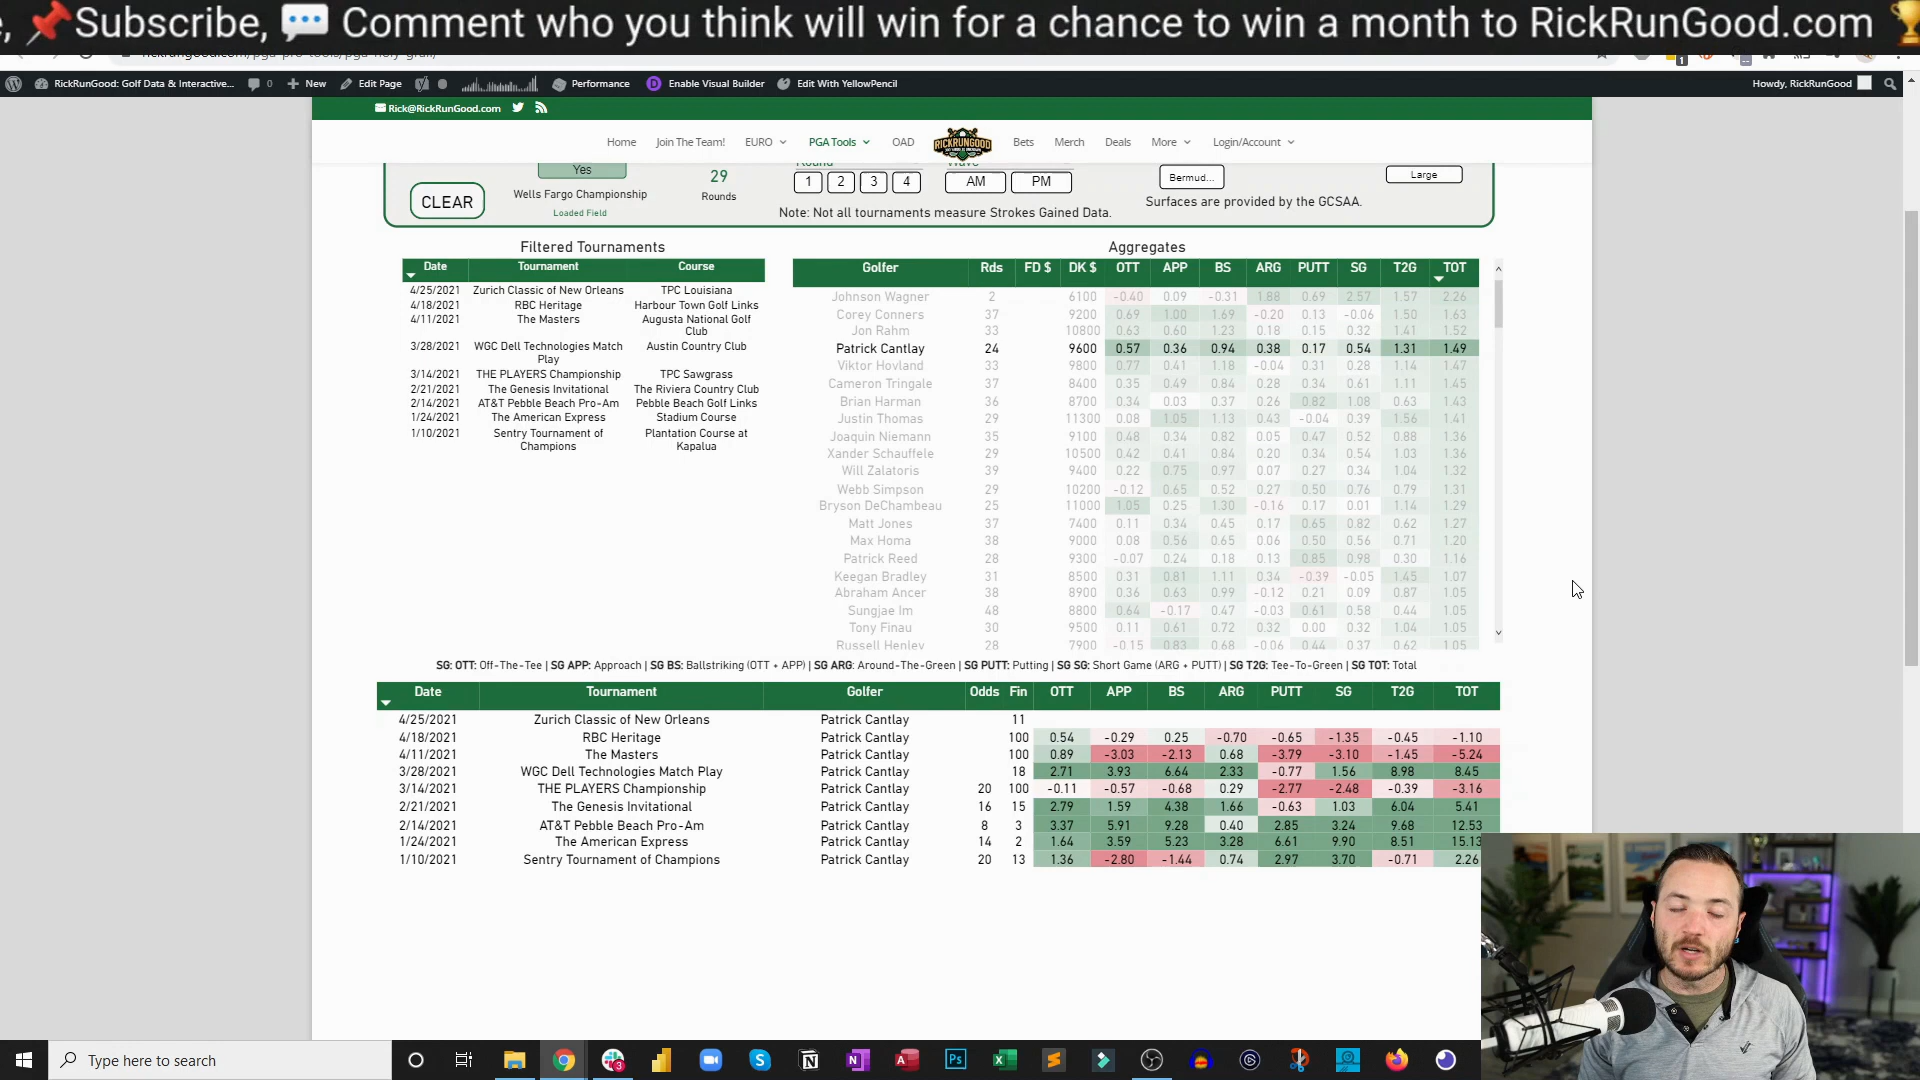 , 📌Subscribe, 💬 Comment who you think will win for a chance to win a month to RickRunGood.com 🏆
RickRunGood: Golf Data & Interactive... 0 New Edit Page Performance Enable Visual Builder Edit With YellowPencil Howdy, RickRunGood
Rick@RickRunGood.com
Home Join The Team! EURO PGA Tools OAD RICKRUNGOOD Bets Merch Deals More Login/Account
CLEAR Yes 29 1 2 3 4 AM PM Bermud... Large
Wells Fargo Championship Rounds Surfaces are provided by the GCSAA.
Loaded Field Note: Not all tournaments measure Strokes Gained Data.
Filtered Tournaments
Date Tournament Course
4/25/2021 Zurich Classic of New Orleans TPC Louisiana
4/18/2021 RBC Heritage Harbour Town Golf Links
4/11/2021 The Masters Augusta National Golf
Club
3/28/2021 WGC Dell Technologies Match Austin Country Club
Play
3/14/2021 THE PLAYERS Championship TPC Sawgrass
2/21/2021 The Genesis Invitational The Riviera Country Club
2/14/2021 AT&T Pebble Beach Pro-Am Pebble Beach Golf Links
1/24/2021 The American Express Stadium Course
1/10/2021 Sentry Tournament of Plantation Course at
Champions Kapalua
Aggregates
Golfer Rds FD $ DK $ OTT APP BS ARG PUTT SG T2G TOT
Johnson Wagner 2 6100 -0.40 0.09 -0.31 1.88 0.69 2.57 1.57 2.26
Corey Conners 37 9200 0.69 1.00 1.69 -0.20 0.13 -0.06 1.50 1.63
Jon Rahm 33 10800 0.63 0.60 1.23 0.18 0.15 0.32 1.41 1.52
Patrick Cantlay 24 9600 0.57 0.36 0.94 0.38 0.17 0.54 1.31 1.49
Viktor Hovland 33 9800 0.77 0.41 1.18 -0.04 0.31 0.28 1.14 1.47
Cameron Tringale 37 8400 0.35 0.49 0.84 0.28 0.34 0.61 1.11 1.45
Brian Harman 36 8700 0.34 0.03 0.37 0.26 0.82 1.08 0.63 1.43
Justin Thomas 29 11300 0.08 1.05 1.13 0.43 -0.04 0.39 1.56 1.41
Joaquin Niemann 35 9100 0.48 0.34 0.82 0.05 0.47 0.52 0.88 1.36
Xander Schauffele 29 10500 0.42 0.41 0.84 0.20 0.34 0.54 1.03 1.36
Will Zalatoris 39 9400 0.22 0.75 0.97 0.07 0.27 0.34 1.04 1.32
Webb Simpson 29 10200 -0.12 0.65 0.52 0.27 0.50 0.76 0.79 1.31
Bryson DeChambeau 25 11000 1.05 0.25 1.30 -0.16 0.17 0.01 1.14 1.29
Matt Jones 37 7400 0.11 0.34 0.45 0.17 0.65 0.82 0.62 1.27
Max Homa 38 9000 0.08 0.56 0.65 0.06 0.50 0.56 0.71 1.20
Patrick Reed 28 9300 -0.07 0.24 0.18 0.13 0.85 0.98 0.30 1.16
Keegan Bradley 31 8500 0.31 0.81 1.11 0.34 -0.39 -0.05 1.45 1.07
Abraham Ancer 38 8900 0.36 0.63 0.99 -0.12 0.21 0.09 0.87 1.05
Sungjae Im 48 8800 0.64 -0.17 0.47 -0.03 0.61 0.58 0.44 1.05
Tony Finau 30 9500 0.11 0.61 0.72 0.32 0.00 0.32 1.04 1.05
Russell Henley 28 7900 -0.15 0.83 0.68 -0.06 0.44 0.37 0.62 1.05
SG: OTT: Off-The-Tee | SG APP: Approach | SG BS: Ballstriking (OTT + APP) | SG ARG: Around-The-Green | SG PUTT: Putting | SG SG: Short Game (ARG + PUTT) | SG T2G: Tee-To-Green | SG TOT: Total
Date Tournament Golfer Odds Fin OTT APP BS ARG PUTT SG T2G TOT
4/25/2021 Zurich Classic of New Orleans Patrick Cantlay 11
4/18/2021 RBC Heritage Patrick Cantlay 100 0.54 -0.29 0.25 -0.70 -0.65 -1.35 -0.45 -1.10
4/11/2021 The Masters Patrick Cantlay 100 0.89 -3.03 -2.13 0.68 -3.79 -3.10 -1.45 -5.24
3/28/2021 WGC Dell Technologies Match Play Patrick Cantlay 18 2.71 3.93 6.64 2.33 -0.77 1.56 8.98 8.45
3/14/2021 THE PLAYERS Championship Patrick Cantlay 20 100 -0.11 -0.57 -0.68 0.29 -2.77 -2.48 -0.39 -3.16
2/21/2021 The Genesis Invitational Patrick Cantlay 16 15 2.79 1.59 4.38 1.66 -0.63 1.03 6.04 5.41
2/14/2021 AT&T Pebble Beach Pro-Am Patrick Cantlay 8 3 3.37 5.91 9.28 0.40 2.85 3.24 9.68 12.53
1/24/2021 The American Express Patrick Cantlay 14 2 1.64 3.59 5.23 3.28 6.61 9.90 8.51 15.13
1/10/2021 Sentry Tournament of Champions Patrick Cantlay 20 13 1.36 -2.80 -1.44 0.74 2.97 3.70 -0.71 2.26
Type here to search